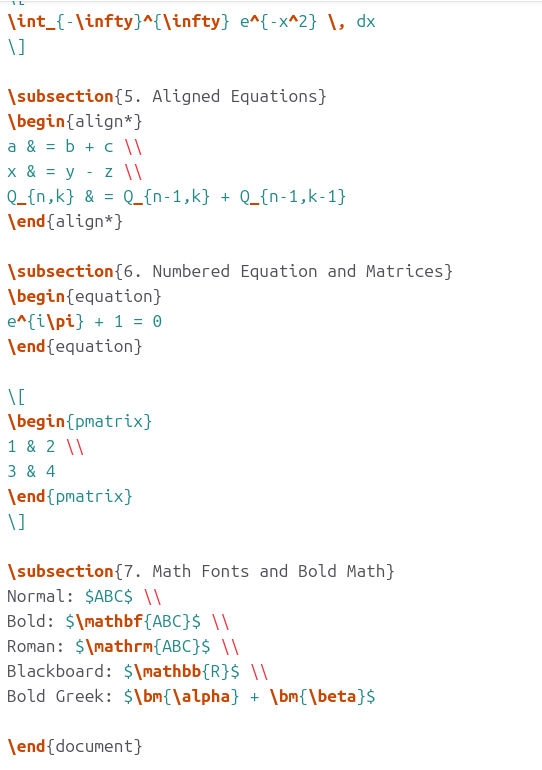 \[
\int_{-\infty}^{\infty} e^{-x^2} \, dx
\]
\subsection{5. Aligned Equations}
\begin{align*}
a & = b + c \\
x & = y - z \\
Q_{n,k} & = Q_{n-1,k} + Q_{n-1,k-1}
\end{align*}
\subsection{6. Numbered Equation and Matrices}
\begin{equation}
e^{i\pi} + 1 = 0
\end{equation}
\[
\begin{pmatrix}
1 & 2 \\
3 & 4
\end{pmatrix}
\]
\subsection{7. Math Fonts and Bold Math}
Normal: $ABC$ \\
Bold: $\mathbf{ABC}$ \\
Roman: $\mathrm{ABC}$ \\
Blackboard: $\mathbb{R}$ \\
Bold Greek: $\bm{\alpha} + \bm{\beta}$
\end{document}